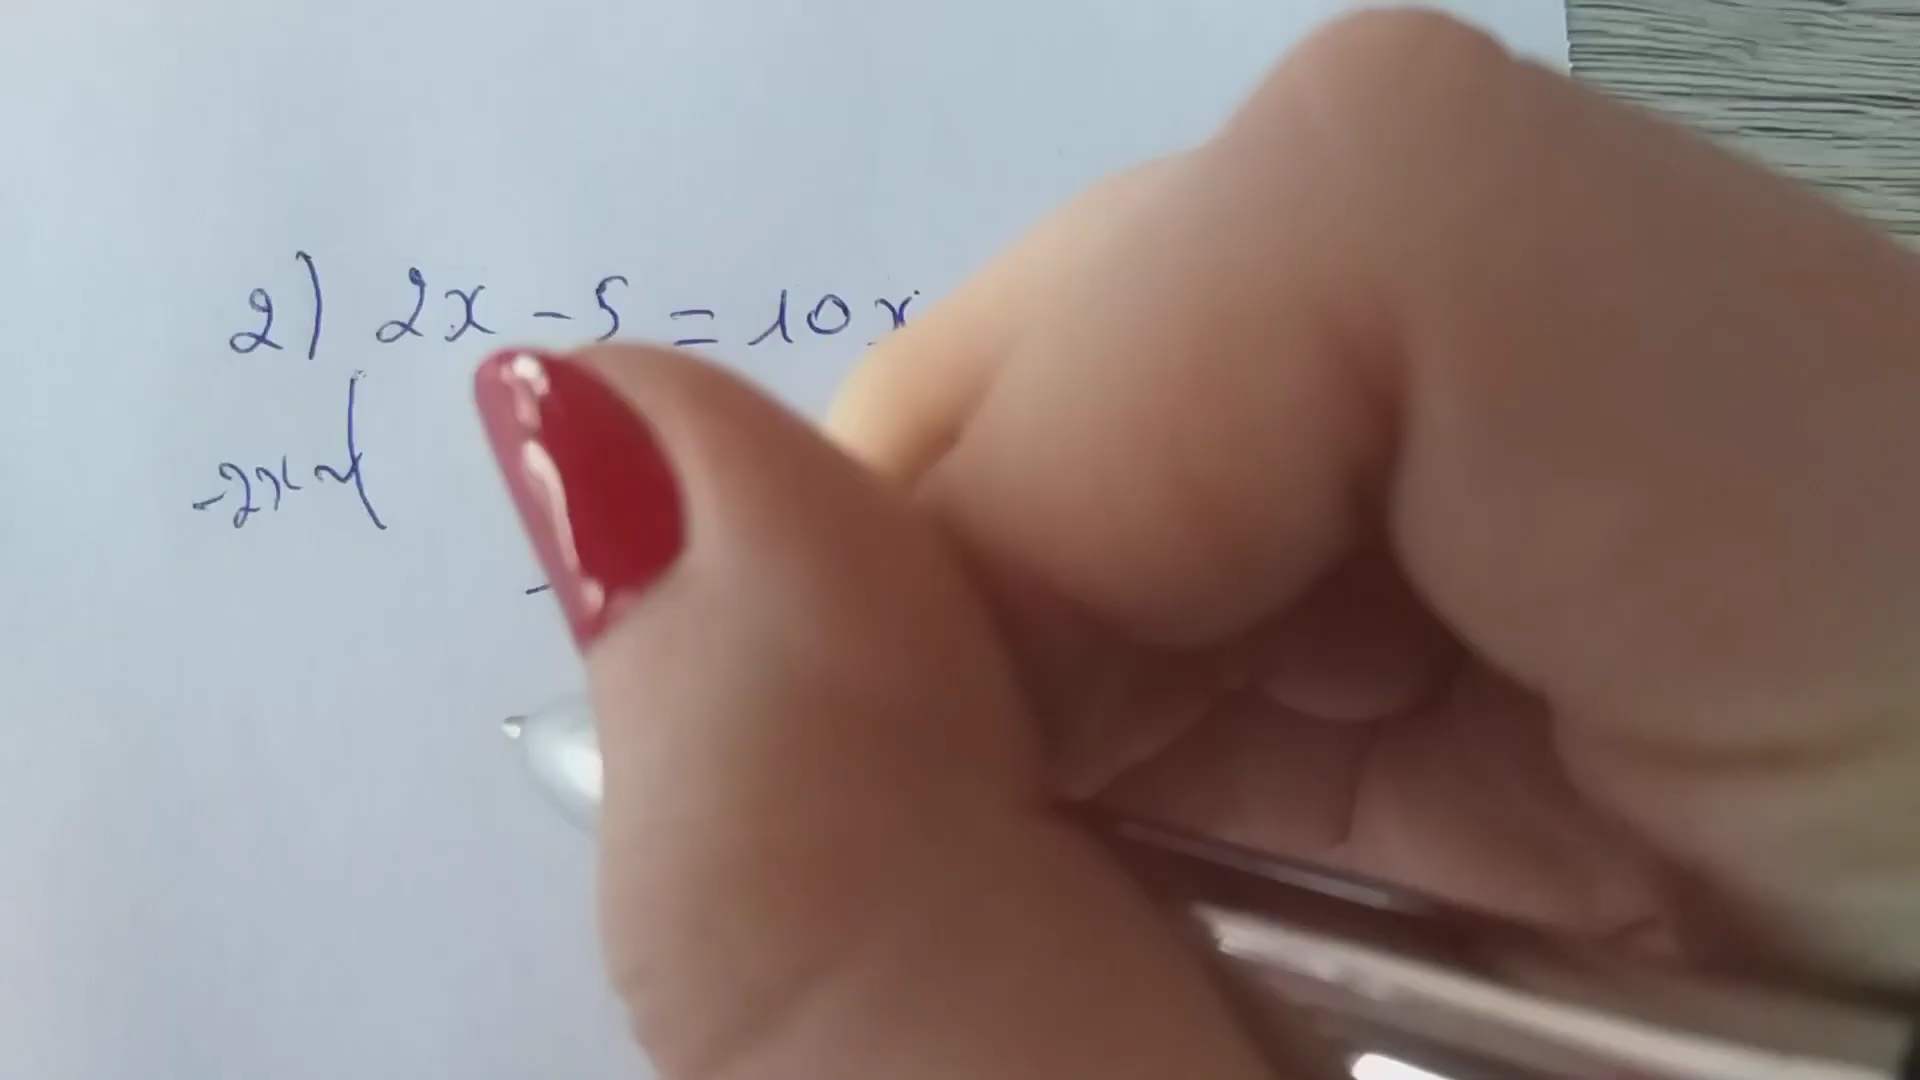 2) 2x - 5 = 10x
-2x
-